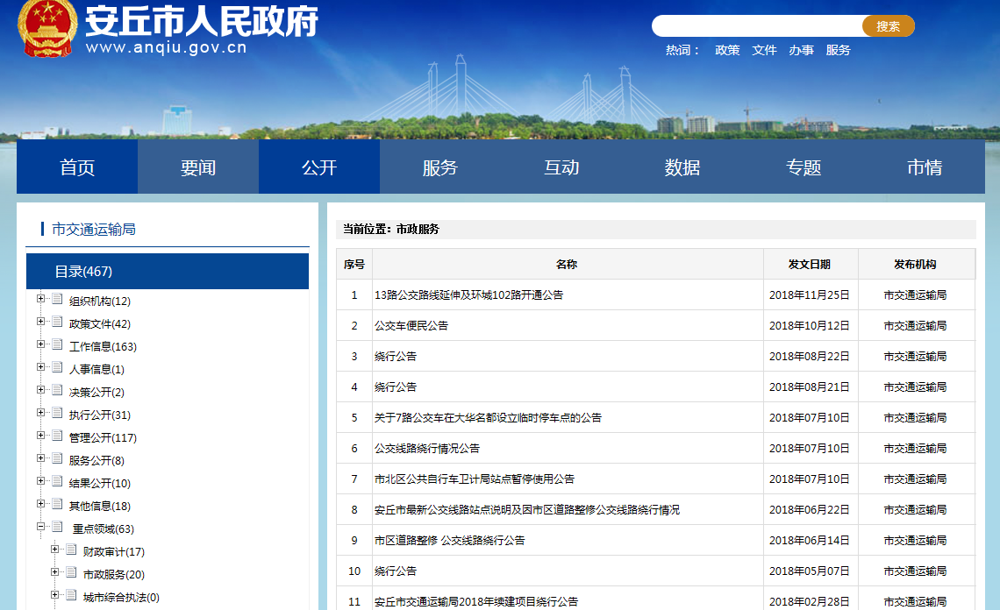 安丘市人民政府
www.anqiu.gov.cn
搜索
热词： 政策 文件 办事 服务
首页 要闻 公开 服务 互动 数据 专题 市情
市交通运输局
目录(467)
组织机构(12)
政策文件(42)
工作信息(163)
人事信息(1)
决策公开(2)
执行公开(31)
管理公开(117)
服务公开(8)
结果公开(10)
其他信息(18)
重点领域(63)
财政审计(17)
市政服务(20)
城市综合执法(0)
当前位置：市政服务
序号 名称 发文日期 发布机构
1 13路公交路线延伸及环城102路开通公告 2018年11月25日 市交通运输局
2 公交车便民公告 2018年10月12日 市交通运输局
3 绕行公告 2018年08月22日 市交通运输局
4 绕行公告 2018年08月21日 市交通运输局
5 关于7路公交车在大华名都设立临时停车点的公告 2018年07月10日 市交通运输局
6 公交线路绕行情况公告 2018年07月10日 市交通运输局
7 市北区公共自行车卫计局站点暂停使用公告 2018年07月10日 市交通运输局
8 安丘市最新公交线路站点说明及因市区道路整修公交线路绕行情况 2018年06月22日 市交通运输局
9 市区道路整修 公交线路绕行公告 2018年06月14日 市交通运输局
10 绕行公告 2018年05月07日 市交通运输局
11 安丘市交通运输局2018年续建项目绕行公告 2018年02月28日 市交通运输局